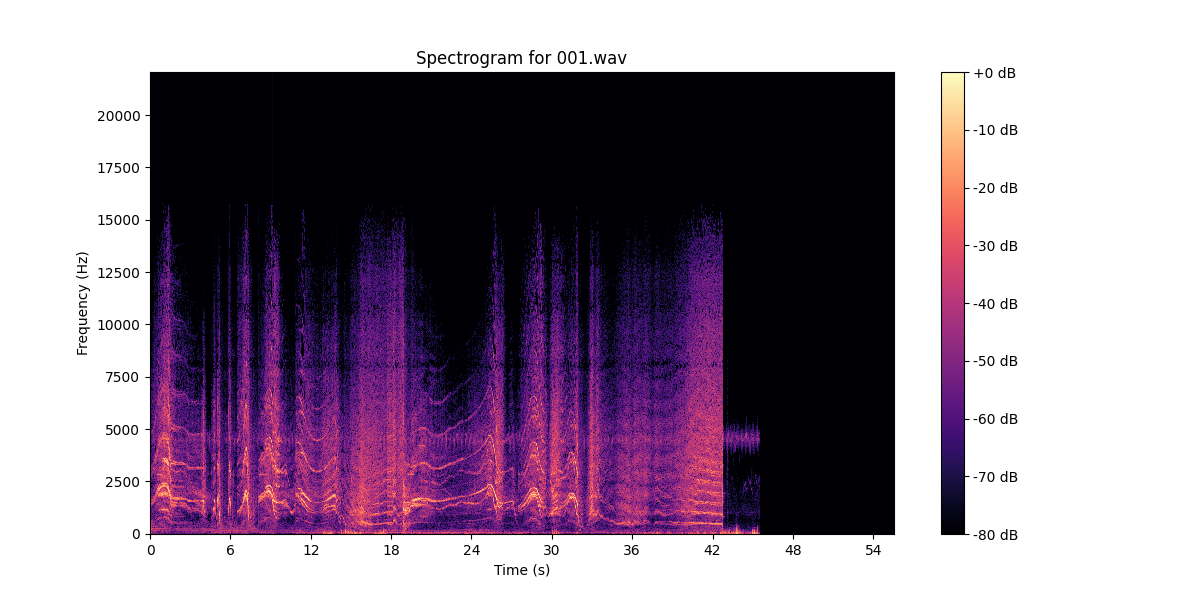 Spectrogram for 001.wav
Frequency (Hz)
20000
17500
15000
12500
10000
7500
5000
2500
0
0 6 12 18 24 30 36 42 48 54
Time (s)
+0 dB
-10 dB
-20 dB
-30 dB
-40 dB
-50 dB
-60 dB
-70 dB
-80 dB